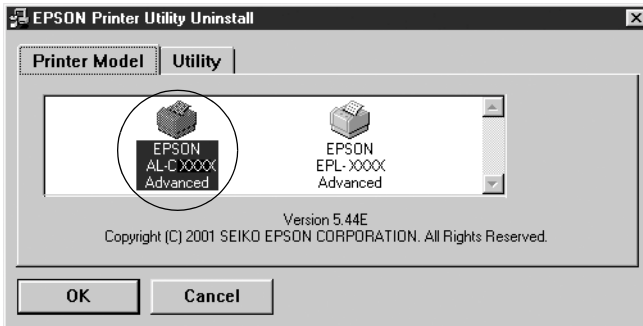 EPSON Printer Utility Uninstall
Printer Model
Utility
EPSON
AL-CXXXX
Advanced
EPSON
EPL-XXXX
Advanced
Version 5.44E
Copyright (C) 2001 SEIKO EPSON CORPORATION. All Rights Reserved.
OK
Cancel